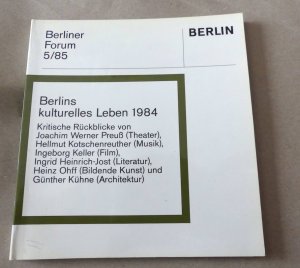 Berliner
Forum
5/85
BERLIN
Berlins
kulturelles Leben 1984
Kritische Rückblicke von
Joachim Werner Preuß (Theater),
Hellmut Kotschenreuther (Musik),
Ingeborg Keller (Film),
Ingrid Heinrich-Jost (Literatur),
Heinz Ohff (Bildende Kunst) und
Günther Kühne (Architektur)